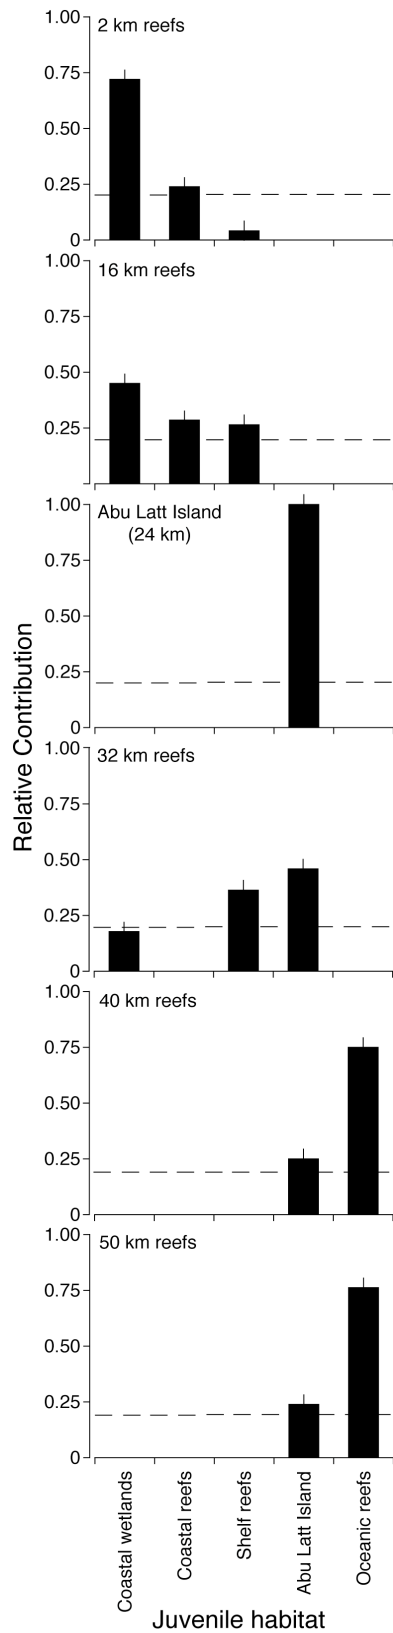 2 km reefs
1.00
0.75
0.50
0.25
0
16 km reefs
1.00
0.75
0.50
0.25
Abu Latt Island
(24 km)
1.00
0.75
0.50
0.25
0
32 km reefs
1.00
0.75
0.50
0.25
0
40 km reefs
1.00
0.75
0.50
0.25
0
50 km reefs
1.00
0.75
0.50
0.25
0
Relative Contribution
Coastal wetlands
Coastal reefs
Shelf reefs
Abu Latt Island
Oceanic reefs
Juvenile habitat